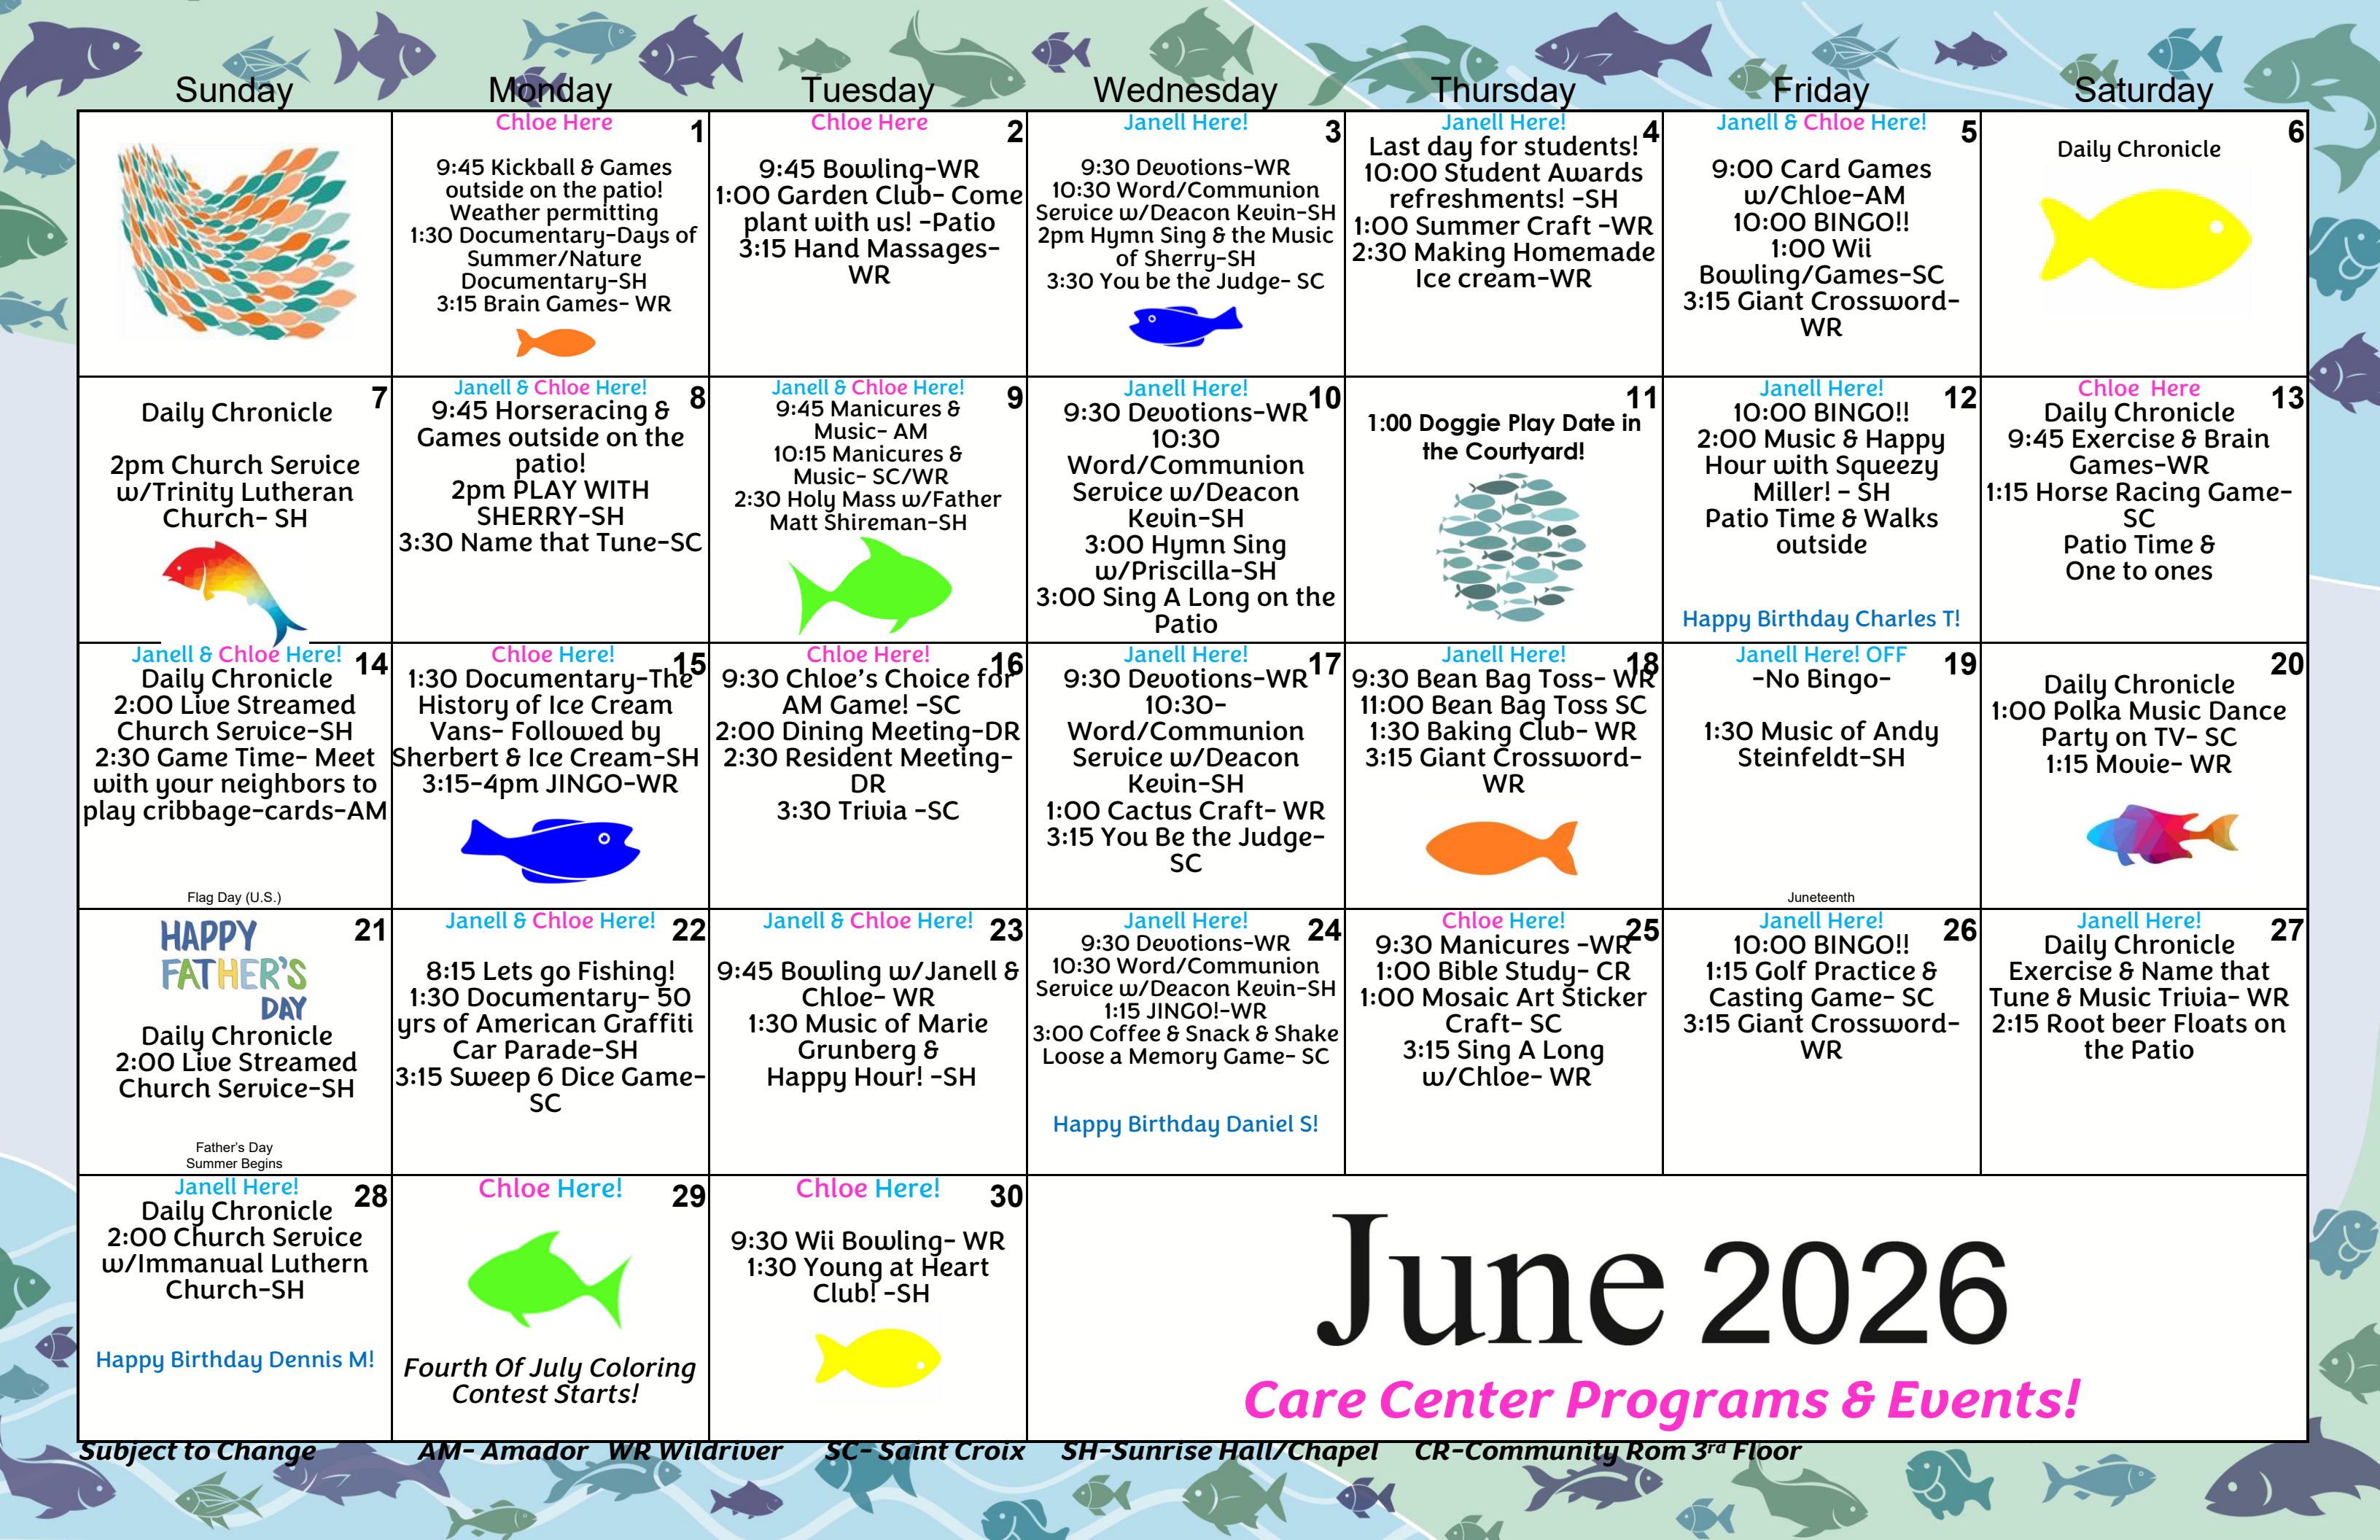 Sunday Monday Tuesday Wednesday Thursday Friday Saturday
Chloe Here 1
9:45 Kickball & Games
outside on the patio!
Weather permitting
1:30 Documentary-Days of
Summer/Nature
Documentary-SH
3:15 Brain Games- WR
Chloe Here 2
9:45 Bowling-WR
1:00 Garden Club- Come
plant with us! -Patio
3:15 Hand Massages-
WR
Janell Here! 3
9:30 Devotions-WR
10:30 Word/Communion
Service w/Deacon Kevin-SH
2pm Hymn Sing & the Music
of Sherry-SH
3:30 You be the Judge- SC
Janell Here! 4
Last day for students!
10:00 Student Awards
refreshments! -SH
1:00 Summer Craft -WR
2:30 Making Homemade
Ice cream-WR
Janell & Chloe Here! 5
9:00 Card Games
w/Chloe-AM
10:00 BINGO!!
1:00 Wii
Bowling/Games-SC
3:15 Giant Crossword-
WR
6
Daily Chronicle
7
Daily Chronicle
2pm Church Service
w/Trinity Lutheran
Church- SH
Janell & Chloe Here! 8
9:45 Horseracing &
Games outside on the
patio!
2pm PLAY WITH
SHERRY-SH
3:30 Name that Tune-SC
Janell & Chloe Here! 9
9:45 Manicures &
Music- AM
10:15 Manicures &
Music- SC/WR
2:30 Holy Mass w/Father
Matt Shireman-SH
Janell Here! 10
9:30 Devotions-WR
10:30
Word/Communion
Service w/Deacon
Kevin-SH
3:00 Hymn Sing
w/Priscilla-SH
3:00 Sing A Long on the
Patio
11
1:00 Doggie Play Date in
the Courtyard!
Janell Here! 12
10:00 BINGO!!
2:00 Music & Happy
Hour with Squeezy
Miller! - SH
Patio Time & Walks
outside
Happy Birthday Charles T!
Chloe Here 13
Daily Chronicle
9:45 Exercise & Brain
Games-WR
1:15 Horse Racing Game-
SC
Patio Time &
One to ones
Janell & Chloe Here! 14
Daily Chronicle
2:00 Live Streamed
Church Service-SH
2:30 Game Time- Meet
with your neighbors to
play cribbage-cards-AM
Flag Day (U.S.)
Chloe Here! 15
1:30 Documentary-The
History of Ice Cream
Vans- Followed by
Sherbert & Ice Cream-SH
3:15-4pm JINGO-WR
Chloe Here! 16
9:30 Chloe's Choice for
AM Game! -SC
2:00 Dining Meeting-DR
2:30 Resident Meeting-
DR
3:30 Trivia -SC
Janell Here! 17
9:30 Devotions-WR
10:30-
Word/Communion
Service w/Deacon
Kevin-SH
1:00 Cactus Craft- WR
3:15 You Be the Judge-
SC
Janell Here! 18
9:30 Bean Bag Toss- WR
11:00 Bean Bag Toss SC
1:30 Baking Club- WR
3:15 Giant Crossword-
WR
Janell Here! OFF 19
-No Bingo-
1:30 Music of Andy
Steinfeldt-SH
Juneteenth
20
Daily Chronicle
1:00 Polka Music Dance
Party on TV- SC
1:15 Movie- WR
HAPPY 21
FATHER'S
DAY
Daily Chronicle
2:00 Live Streamed
Church Service-SH
Father's Day
Summer Begins
Janell & Chloe Here! 22
8:15 Lets go Fishing!
1:30 Documentary- 50
yrs of American Graffiti
Car Parade-SH
3:15 Sweep 6 Dice Game-
SC
Janell & Chloe Here! 23
9:45 Bowling w/Janell &
Chloe- WR
1:30 Music of Marie
Grunberg &
Happy Hour! -SH
Janell Here! 24
9:30 Devotions-WR
10:30 Word/Communion
Service w/Deacon Kevin-SH
1:15 JINGO!-WR
3:00 Coffee & Snack & Shake
Loose a Memory Game- SC
Happy Birthday Daniel S!
Chloe Here! 25
9:30 Manicures -WR
1:00 Bible Study- CR
1:00 Mosaic Art Sticker
Craft- SC
3:15 Sing A Long
w/Chloe- WR
Janell Here! 26
10:00 BINGO!!
1:15 Golf Practice &
Casting Game- SC
3:15 Giant Crossword-
WR
Janell Here! 27
Daily Chronicle
Exercise & Name that
Tune & Music Trivia- WR
2:15 Root beer Floats on
the Patio
Janell Here! 28
Daily Chronicle
2:00 Church Service
w/Immanual Luthern
Church-SH
Happy Birthday Dennis M!
Chloe Here! 29
Fourth Of July Coloring
Contest Starts!
Chloe Here! 30
9:30 Wii Bowling- WR
1:30 Young at Heart
Club! -SH
June 2026
Care Center Programs & Events!
Subject to Change AM- Amador WR Wildriver SC- Saint Croix SH-Sunrise Hall/Chapel CR-Community Rom 3rd Floor